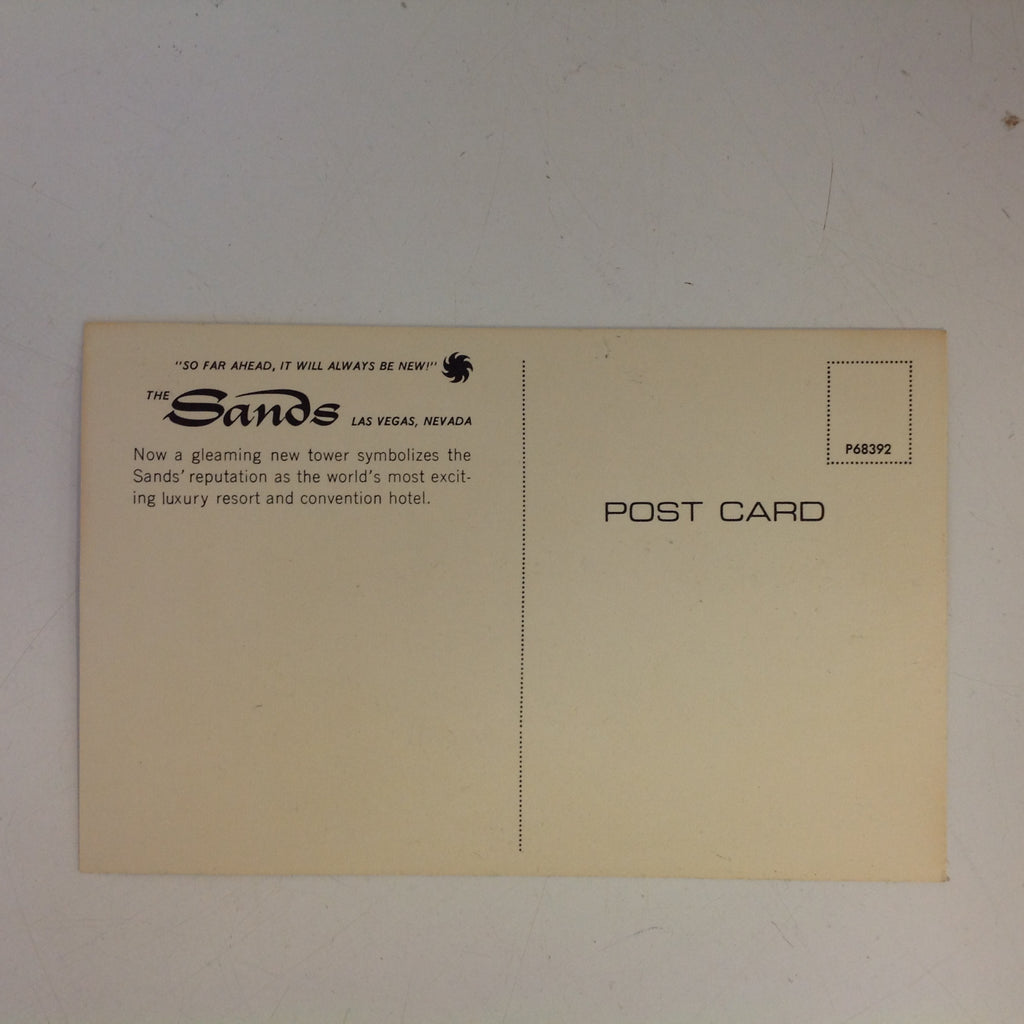 "SO FAR AHEAD, IT WILL ALWAYS BE NEW!"
THE Sands LAS VEGAS, NEVADA
Now a gleaming new tower symbolizes the
Sands' reputation as the world's most excit-
ing luxury resort and convention hotel.
P68392
POST CARD